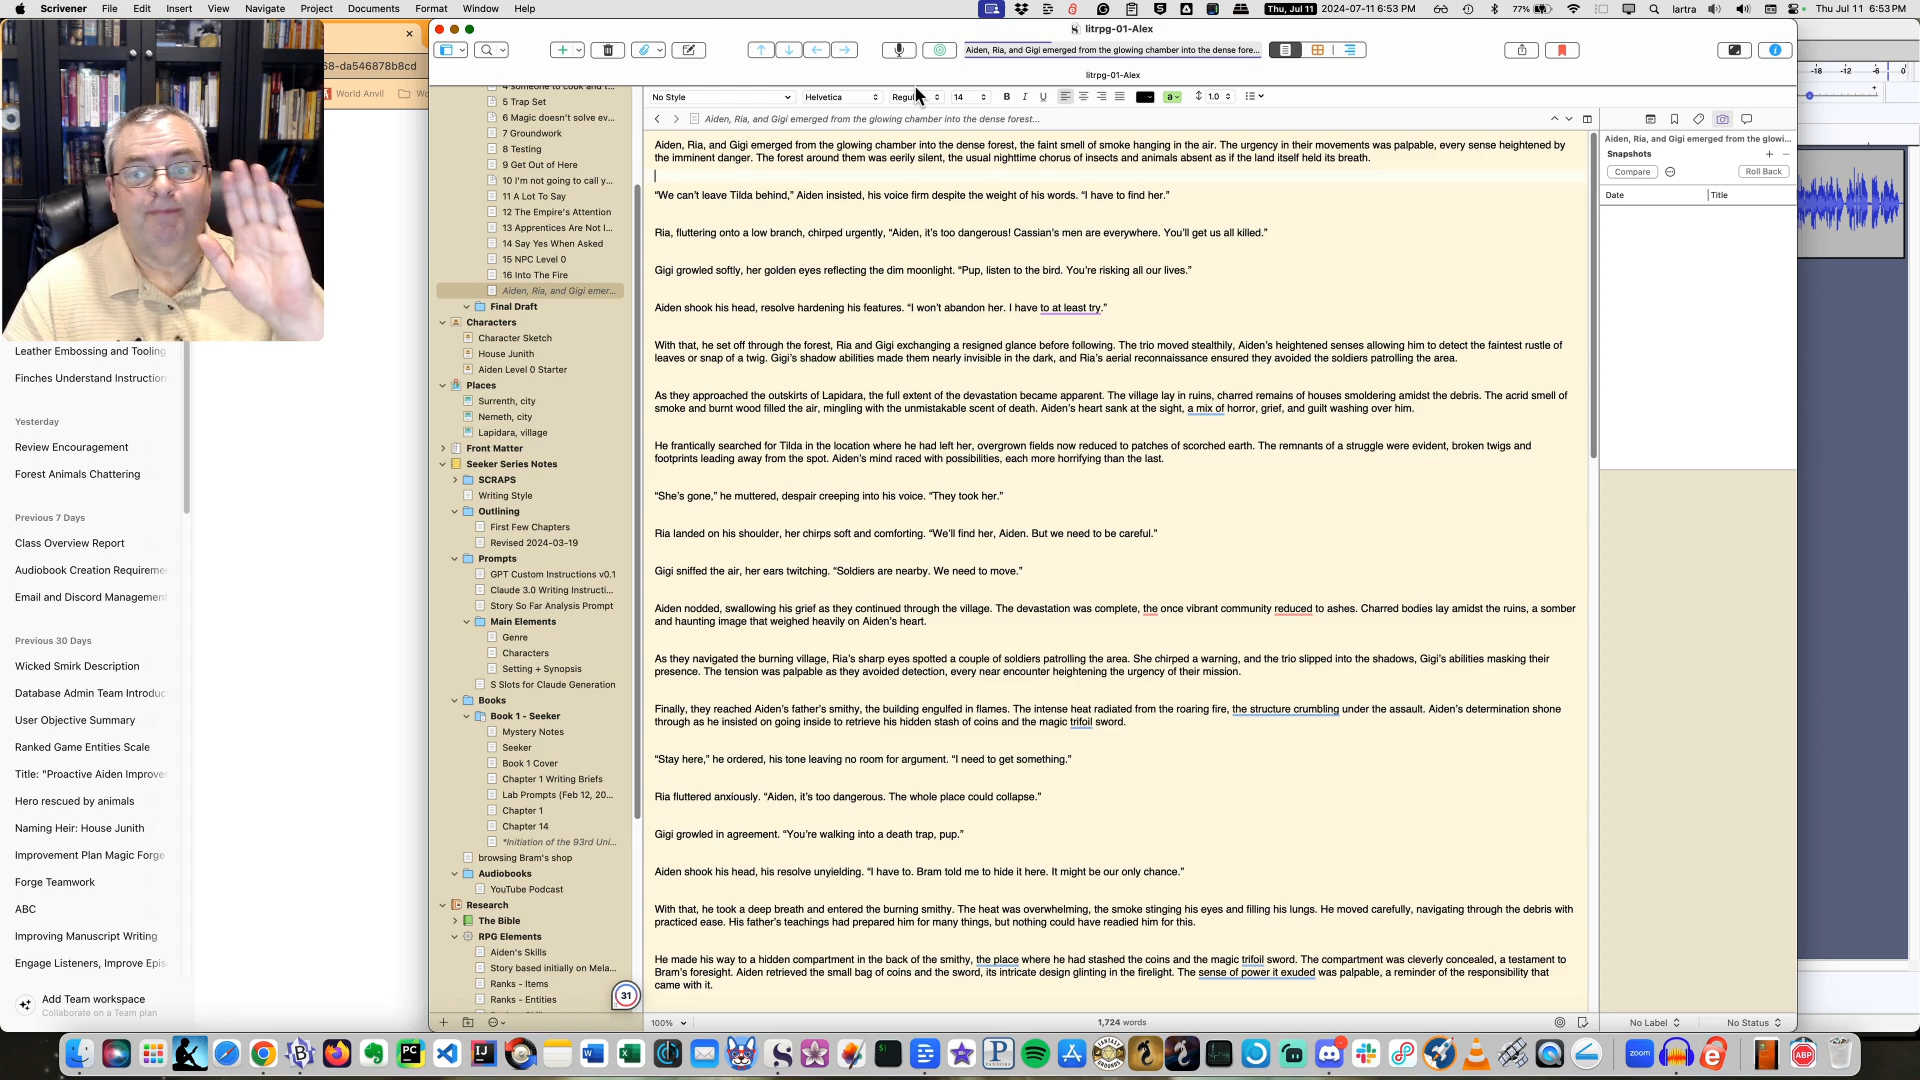 Scrivener File Edit Insert View Navigate Project Documents Format Window Help
Thu, Jul 11 2024-07-11 6:53 PM 77% lartra Thu Jul 11 6:53 PM
litrpg-01-Alex
Aiden, Ria, and Gigi emerged from the glowing chamber into the dense fore...
litrpg-01-Alex
68-da546878b8cd
World Anvil
Leather Embossing and Tooling
Finches Understand Instruction
Yesterday
Review Encouragement
Forest Animals Chattering
Previous 7 Days
Class Overview Report
Audiobook Creation Requireme
Email and Discord Management
Previous 30 Days
Wicked Smirk Description
Database Admin Team Introduc
User Objective Summary
Ranked Game Entities Scale
Title: "Proactive Aiden Improver
Hero rescued by animals
Naming Heir: House Junith
Improvement Plan Magic Forge
Forge Teamwork
ABC
Improving Manuscript Writing
Engage Listeners, Improve Epis
Add Team workspace
Collaborate on a Team plan
4 someone to cook and t...
5 Trap Set
6 Magic doesn't solve ev...
7 Groundwork
8 Testing
9 Get Out of Here
10 I'm not going to call y...
11 A Lot To Say
12 The Empire's Attention
13 Apprentices Are Not I...
14 Say Yes When Asked
15 NPC Level 0
16 Into The Fire
Aiden, Ria, and Gigi emer...
Final Draft
Characters
Character Sketch
House Junith
Aiden Level 0 Starter
Places
Surrenth, city
Nemeth, city
Lapidara, village
Front Matter
Seeker Series Notes
SCRAPS
Writing Style
Outlining
First Few Chapters
Revised 2024-03-19
Prompts
GPT Custom Instructions v0.1
Claude 3.0 Writing Instructi...
Story So Far Analysis Prompt
Main Elements
Genre
Characters
Setting + Synopsis
S Slots for Claude Generation
Books
Book 1 - Seeker
Mystery Notes
Seeker
Book 1 Cover
Chapter 1 Writing Briefs
Lab Prompts (Feb 12, 20...
Chapter 1
Chapter 14
*Initiation of the 93rd Uni...
browsing Bram's shop
Audiobooks
YouTube Podcast
Research
The Bible
RPG Elements
Aiden's Skills
Story based initially on Mela...
Ranks - Items
Ranks - Entities
31
No Style Helvetica Regul 14 B I U a 1.0
Aiden, Ria, and Gigi emerged from the glowing chamber into the dense forest...
Aiden, Ria, and Gigi emerged from the glowing chamber into the dense forest, the faint smell of smoke hanging in the air. The urgency in their movements was palpable, every sense heightened by
the imminent danger. The forest around them was eerily silent, the usual nighttime chorus of insects and animals absent as if the land itself held its breath.
“We can’t leave Tilda behind,” Aiden insisted, his voice firm despite the weight of his words. “I have to find her.”
Ria, fluttering onto a low branch, chirped urgently, “Aiden, it’s too dangerous! Cassian’s men are everywhere. You’ll get us all killed.”
Gigi growled softly, her golden eyes reflecting the dim moonlight. “Pup, listen to the bird. You’re risking all our lives.”
Aiden shook his head, resolve hardening his features. “I won’t abandon her. I have to at least try.”
With that, he set off through the forest, Ria and Gigi exchanging a resigned glance before following. The trio moved stealthily, Aiden’s heightened senses allowing him to detect the faintest rustle of
leaves or snap of a twig. Gigi’s shadow abilities made them nearly invisible in the dark, and Ria’s aerial reconnaissance ensured they avoided the soldiers patrolling the area.
As they approached the outskirts of Lapidara, the full extent of the devastation became apparent. The village lay in ruins, charred remains of houses smoldering amidst the debris. The acrid smell of
smoke and burnt wood filled the air, mingling with the unmistakable scent of death. Aiden’s heart sank at the sight, a mix of horror, grief, and guilt washing over him.
He frantically searched for Tilda in the location where he had left her, overgrown fields now reduced to patches of scorched earth. The remnants of a struggle were evident, broken twigs and
footprints leading away from the spot. Aiden’s mind raced with possibilities, each more horrifying than the last.
“She’s gone,” he muttered, despair creeping into his voice. “They took her.”
Ria landed on his shoulder, her chirps soft and comforting. “We’ll find her, Aiden. But we need to be careful.”
Gigi sniffed the air, her ears twitching. “Soldiers are nearby. We need to move.”
Aiden nodded, swallowing his grief as they continued through the village. The devastation was complete, the once vibrant community reduced to ashes. Charred bodies lay amidst the ruins, a somber
and haunting image that weighed heavily on Aiden’s heart.
As they navigated the burning village, Ria’s sharp eyes spotted a couple of soldiers patrolling the area. She chirped a warning, and the trio slipped into the shadows, Gigi’s abilities masking their
presence. The tension was palpable as they avoided detection, every near encounter heightening the urgency of their mission.
Finally, they reached Aiden’s father’s smithy, the building engulfed in flames. The intense heat radiated from the roaring fire, the structure crumbling under the assault. Aiden’s determination shone
through as he insisted on going inside to retrieve his hidden stash of coins and the magic trifoil sword.
“Stay here,” he ordered, his tone leaving no room for argument. “I need to get something.”
Ria fluttered anxiously. “Aiden, it’s too dangerous. The whole place could collapse.”
Gigi growled in agreement. “You’re walking into a death trap, pup.”
Aiden shook his head, his resolve unyielding. “I have to. Bram told me to hide it here. It might be our only chance.”
With that, he took a deep breath and entered the burning smithy. The heat was overwhelming, the smoke stinging his eyes and filling his lungs. He moved carefully, navigating through the debris with
practiced ease. His father’s teachings had prepared him for many things, but nothing could have readied him for this.
He made his way to a hidden compartment in the back of the smithy, the place where he had stashed the coins and the magic trifoil sword. The compartment was cleverly concealed, a testament to
Bram’s foresight. Aiden retrieved the small bag of coins and the sword, its intricate design glinting in the firelight. The sense of power it exuded was palpable, a reminder of the responsibility that
came with it.
100% 1,724 words
Aiden, Ria, and Gigi emerged from the glowi...
Snapshots
Compare Roll Back
Date Title
No Label No Status
-18 -12 -6 0
zoom
ABP